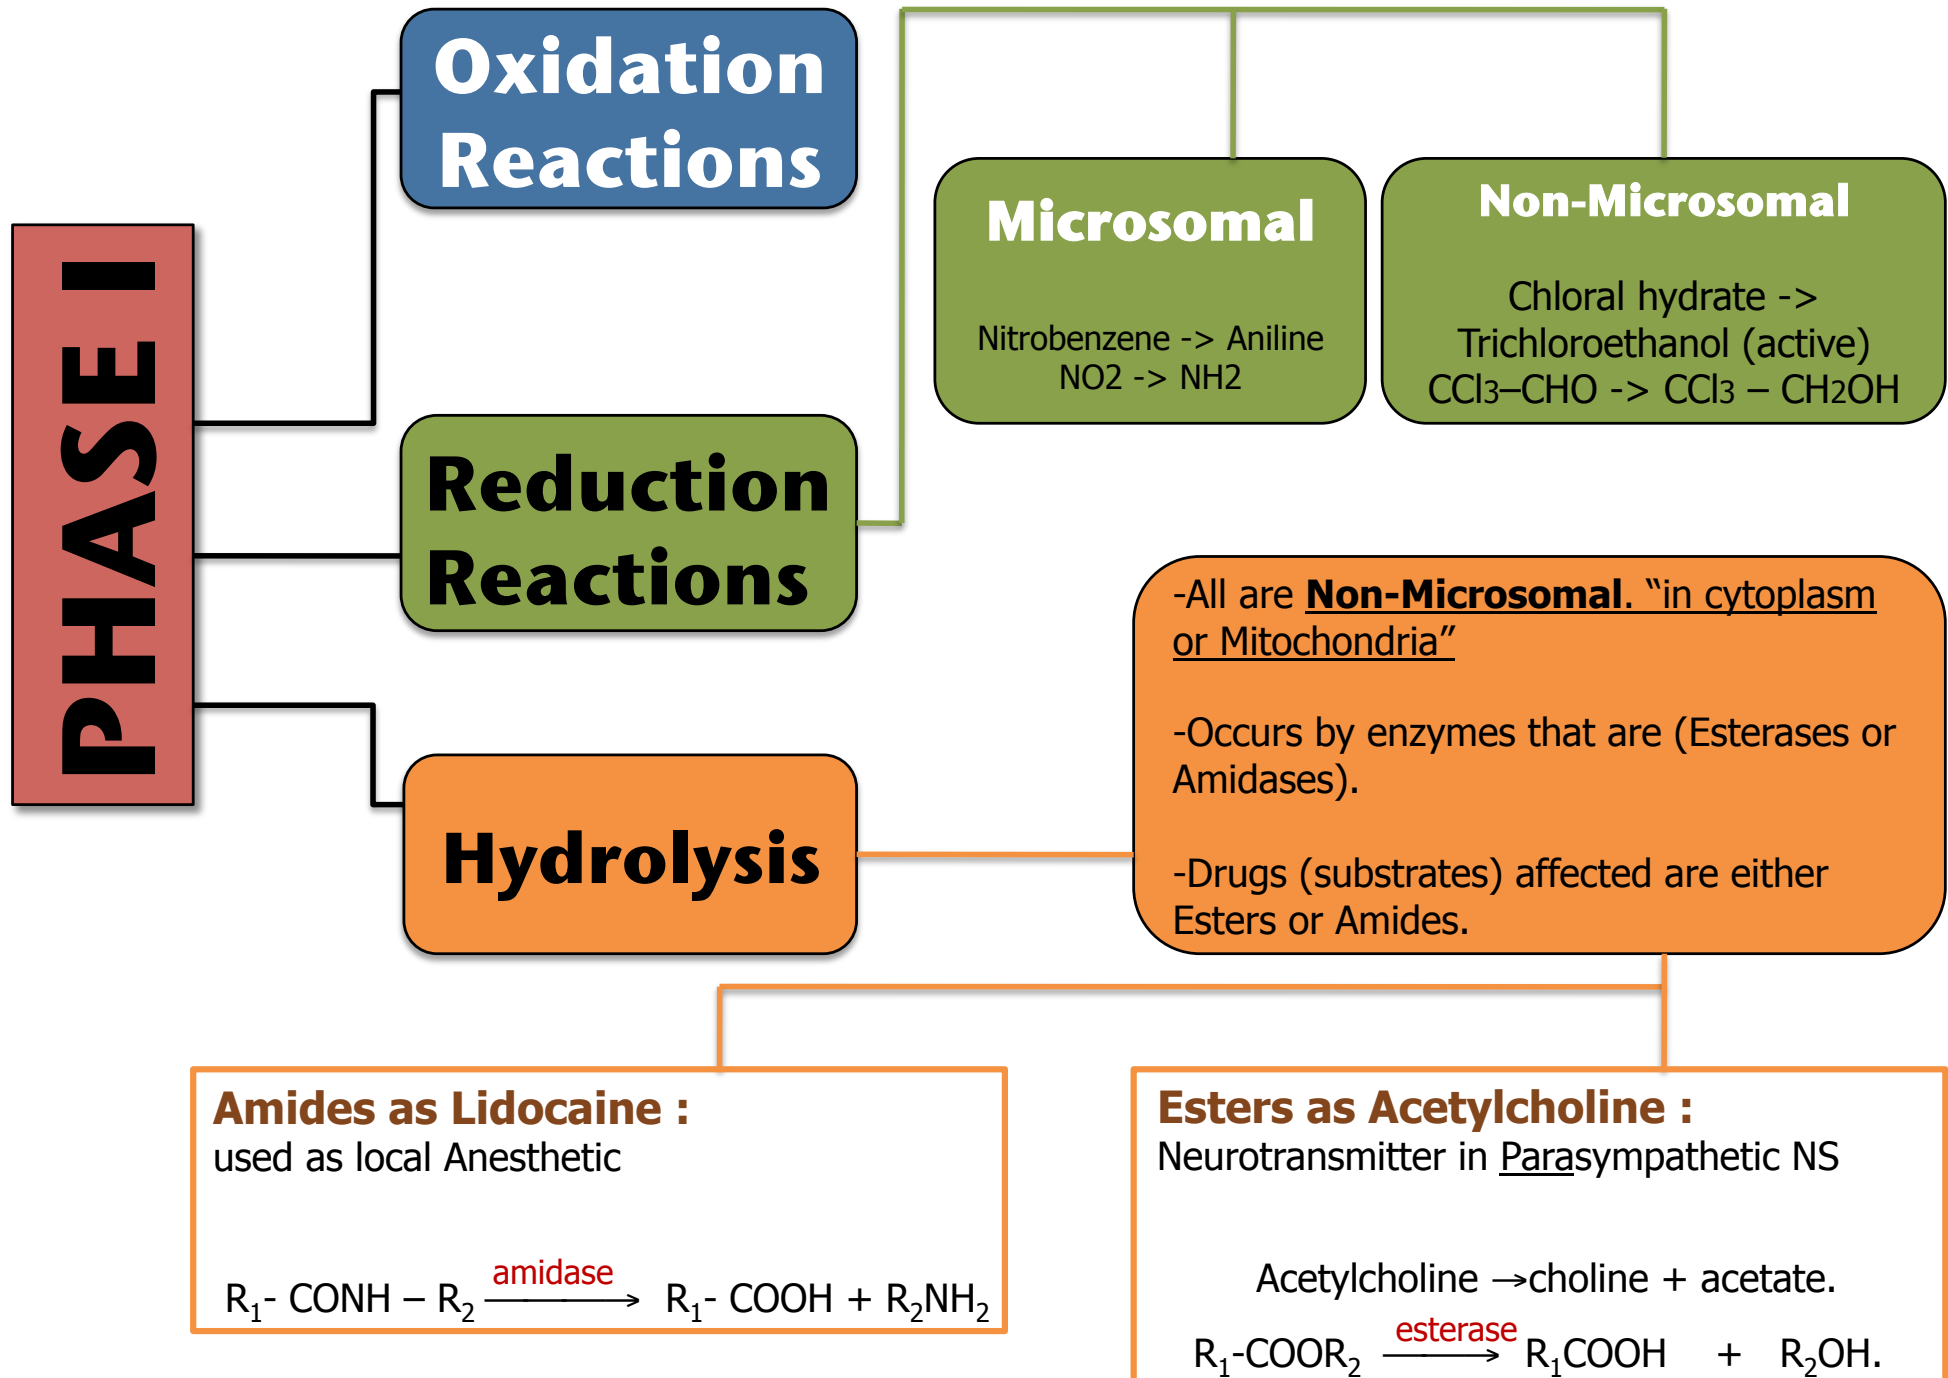 PHASE I
Oxidation
Reactions
Reduction
Reactions
Hydrolysis
Microsomal
Nitrobenzene -> Aniline
NO2 -> NH2
Non-Microsomal
Chloral hydrate ->
Trichloroethanol (active)
CCl3–CHO -> CCl3 – CH2OH
-All are Non-Microsomal. “in cytoplasm
or Mitochondria”
-Occurs by enzymes that are (Esterases or
Amidases).
-Drugs (substrates) affected are either
Esters or Amides.
Amides as Lidocaine :
used as local Anesthetic
amidase
R₁- CONH – R₂ ⟶ R₁- COOH + R₂NH₂
Esters as Acetylcholine :
Neurotransmitter in Parasympathetic NS
Acetylcholine →choline + acetate.
esterase
R₁-COOR₂ ⟶ R₁COOH + R₂OH.